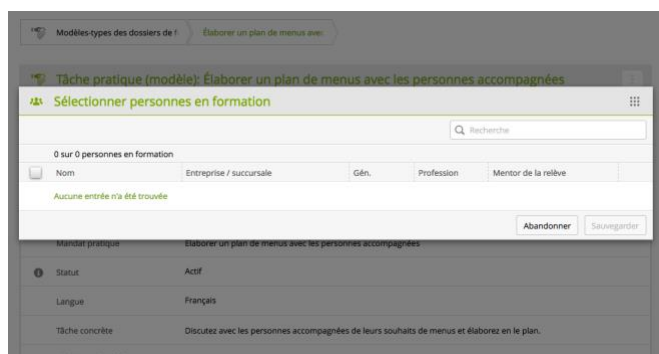 Modèles-types des dossiers de f
Élaborer un plan de menus avec
Tâche pratique (modèle): Élaborer un plan de menus avec les personnes accompagnées
Sélectionner personnes en formation
Recherche
0 sur 0 personnes en formation
Nom
Entreprise / succursale
Gén.
Profession
Mentor de la relève
Aucune entrée n'a été trouvée
Abandonner
Sauvegarder
Mandat pratique
Élaborer un plan de menus avec les personnes accompagnées
Statut
Actif
Langue
Français
Tâche concrète
Discutez avec les personnes accompagnées de leurs souhaits de menus et élaborez en le plan.